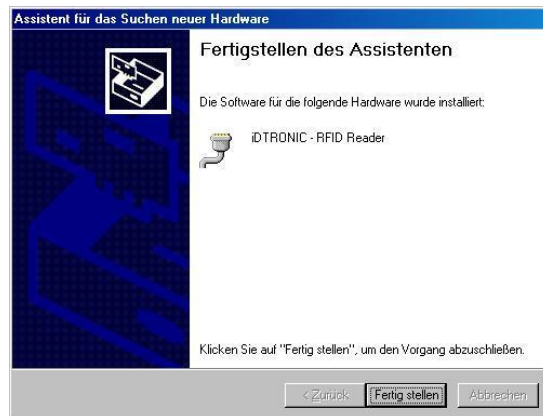 Assistent für das Suchen neuer Hardware
Fertigstellen des Assistenten
Die Software für die folgende Hardware wurde installiert:
iDTRONIC - RFID Reader
Klicken Sie auf "Fertig stellen", um den Vorgang abzuschließen.
< Zurück Fertig stellen Abbrechen